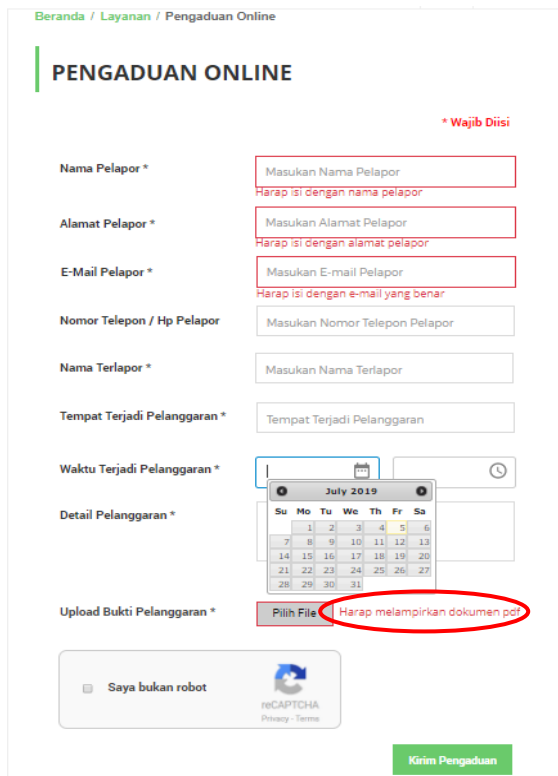 Beranda / Layanan / Pengaduan Online
PENGADUAN ONLINE
* Wajib Diisi
Nama Pelapor *
Masukan Nama Pelapor
Harap isi dengan nama pelapor
Alamat Pelapor *
Masukan Alamat Pelapor
Harap isi dengan alamat pelapor
E-Mail Pelapor *
Masukan E-mail Pelapor
Harap isi dengan e-mail yang benar
Nomor Telepon / Hp Pelapor
Masukan Nomor Telepon Pelapor
Nama Terlapor *
Masukan Nama Terlapor
Tempat Terjadi Pelanggaran *
Tempat Terjadi Pelanggaran
Waktu Terjadi Pelanggaran *
July 2019
Su Mo Tu We Th Fr Sa
1 2 3 4 5 6
7 8 9 10 11 12 13
14 15 16 17 18 19 20
21 22 23 24 25 26 27
28 29 30 31
Detail Pelanggaran *
Upload Bukti Pelanggaran *
Pilih File
Harap melampirkan dokumen pdf
Saya bukan robot
reCAPTCHA
Privacy - Terms
Kirim Pengaduan